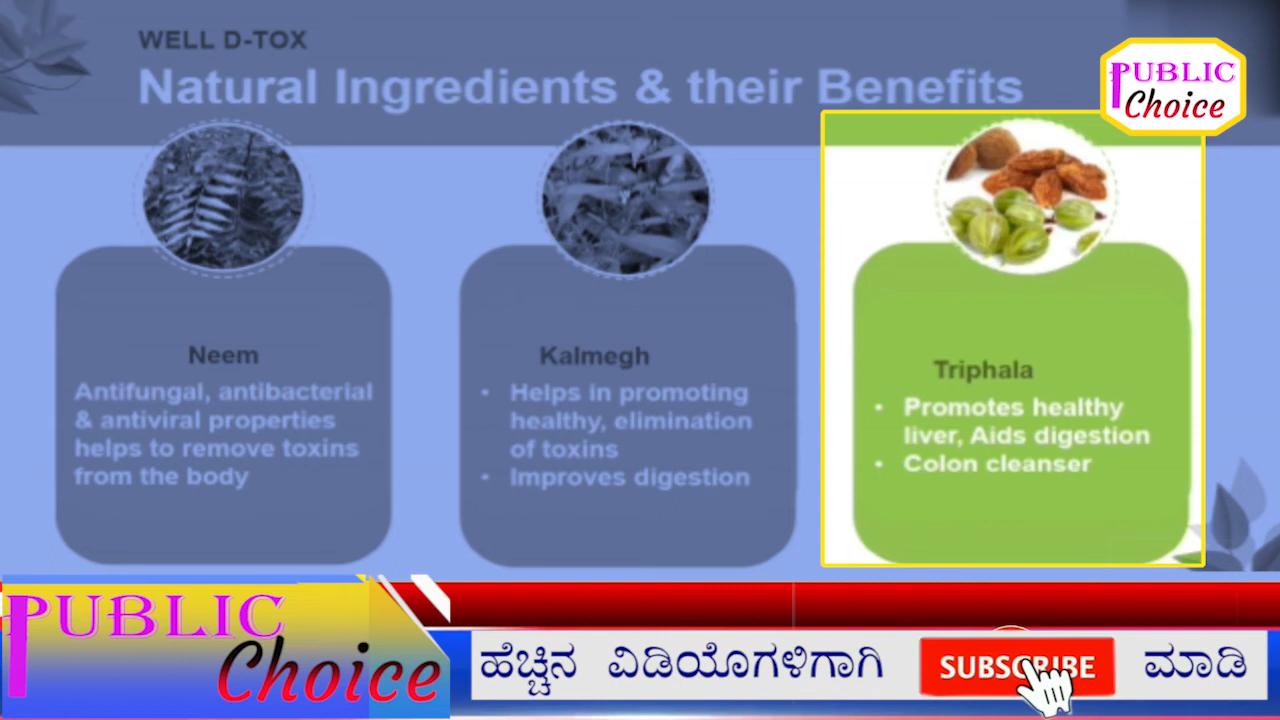 WELL D-TOX
Natural Ingredients & their Benefits
PUBLIC
Choice
Neem
Antifungal, antibacterial
& antiviral properties
helps to remove toxins
from the body
Kalmegh
• Helps in promoting
healthy, elimination
of toxins
• Improves digestion
Triphala
• Promotes healthy
liver, Aids digestion
• Colon cleanser
PUBLIC
Choice
ಹೆಚ್ಚಿನ ವಿಡಿಯೊಗಳಿಗಾಗಿ SUBSCRIBE ಮಾಡಿ